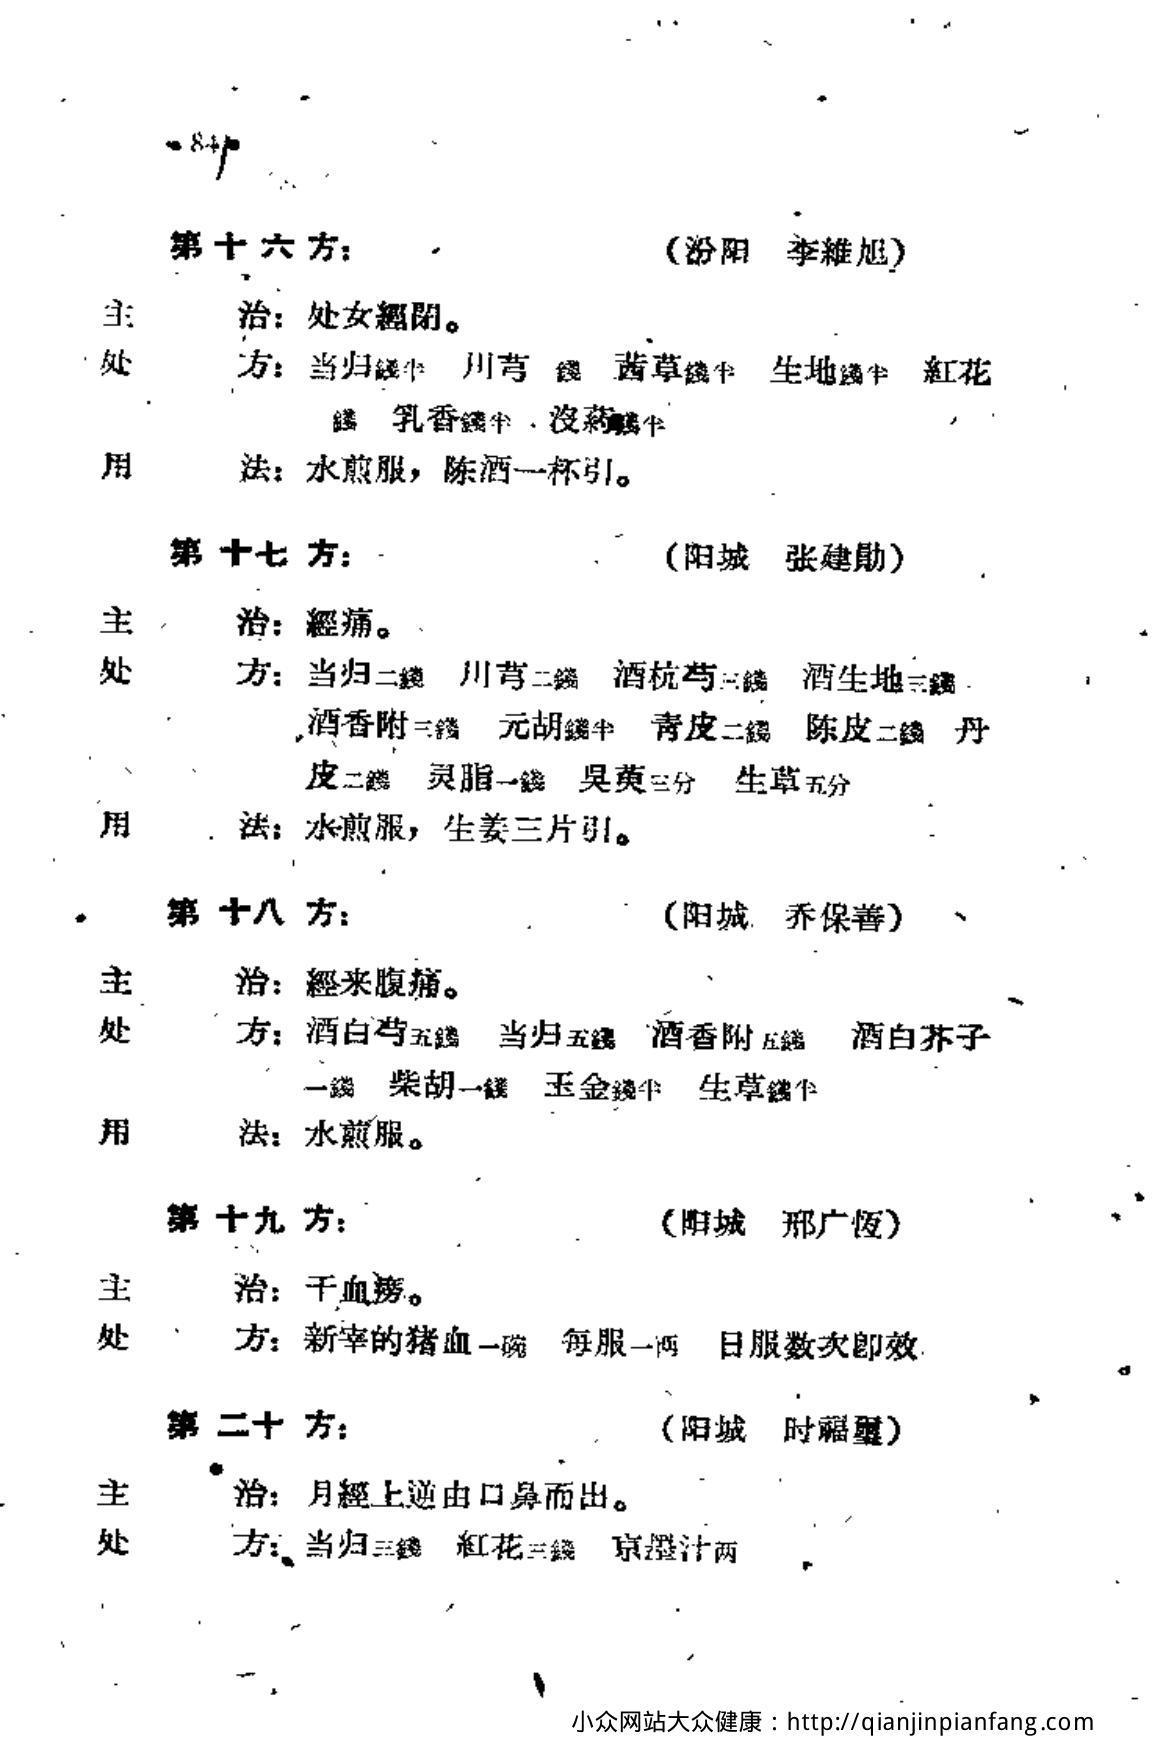 84
第十六方： （汾阳 李維旭）
主 治：处女經閉。
处 方：当归錢半 川芎 錢 茜草錢半 生地錢半 紅花
錢 乳香錢半 沒葯錢半
用 法：水煎服，陈酒一杯引。
第十七方： （阳城 张建勛）
主 治：經痛。
处 方：当归二錢 川芎二錢 酒杭芍三錢 酒生地三錢
酒香附三錢 元胡錢半 青皮二錢 陈皮二錢 丹
皮二錢 灵脂一錢 吳萸三分 生草五分
用 法：水煎服，生姜三片引。
第十八方： （阳城 乔保善）
主 治：經来腹痛。
处 方：酒白芍五錢 当归五錢 酒香附五錢 酒白芥子
一錢 柴胡一錢 玉金錢半 生草錢半
用 法：水煎服。
第十九方： （阳城 邢广恆）
主 治：干血癆。
处 方：新宰的猪血一碗 每服一两 日服数次即效
第二十方： （阳城 时福璽）
主 治：月經上逆由口鼻而出。
处 方：当归三錢 紅花三錢 京墨汁两
小众网站大众健康：http://qianjinpianfang.com